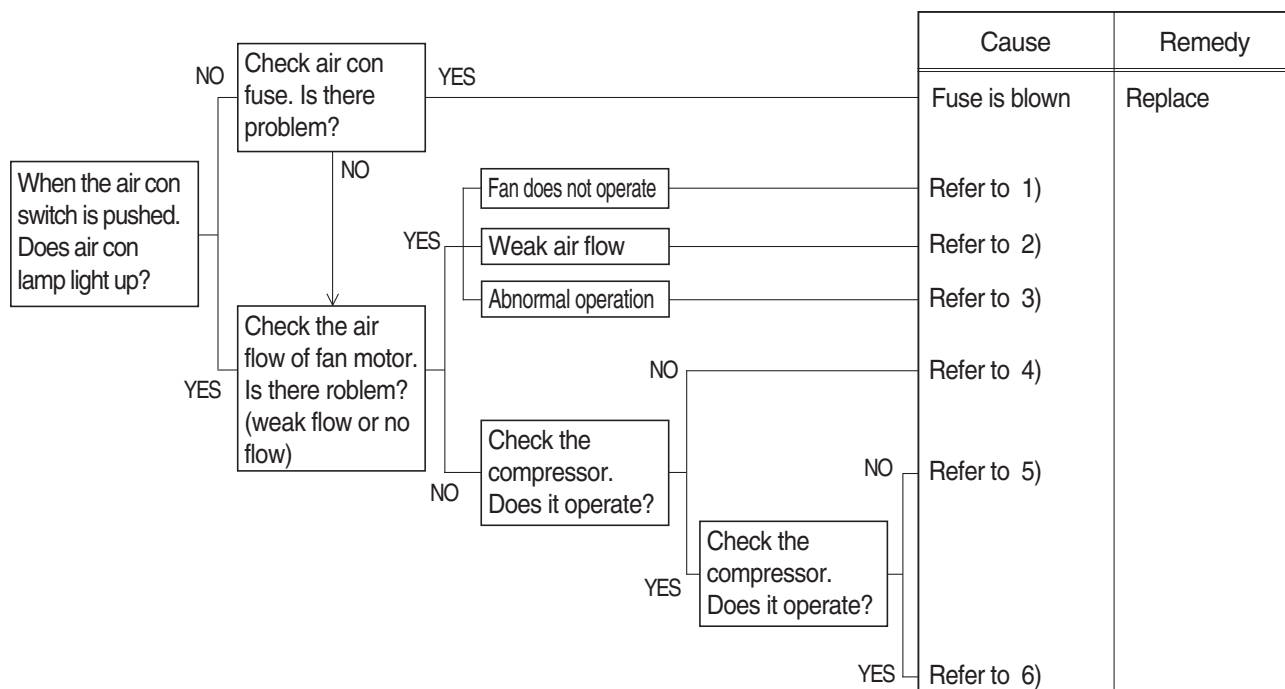 Cause
Remedy
NO
Check air con
fuse. Is there
problem?
YES
Fuse is blown
Replace
NO
When the air con
switch is pushed.
Does air con
lamp light up?
Fan does not operate
Refer to 1)
YES
Weak air flow
Refer to 2)
Abnormal operation
Refer to 3)
YES
Check the air
flow of fan motor.
Is there roblem?
(weak flow or no
flow)
NO
Refer to 4)
NO
Check the
compressor.
Does it operate?
NO
Refer to 5)
YES
Check the
compressor.
Does it operate?
YES
Refer to 6)